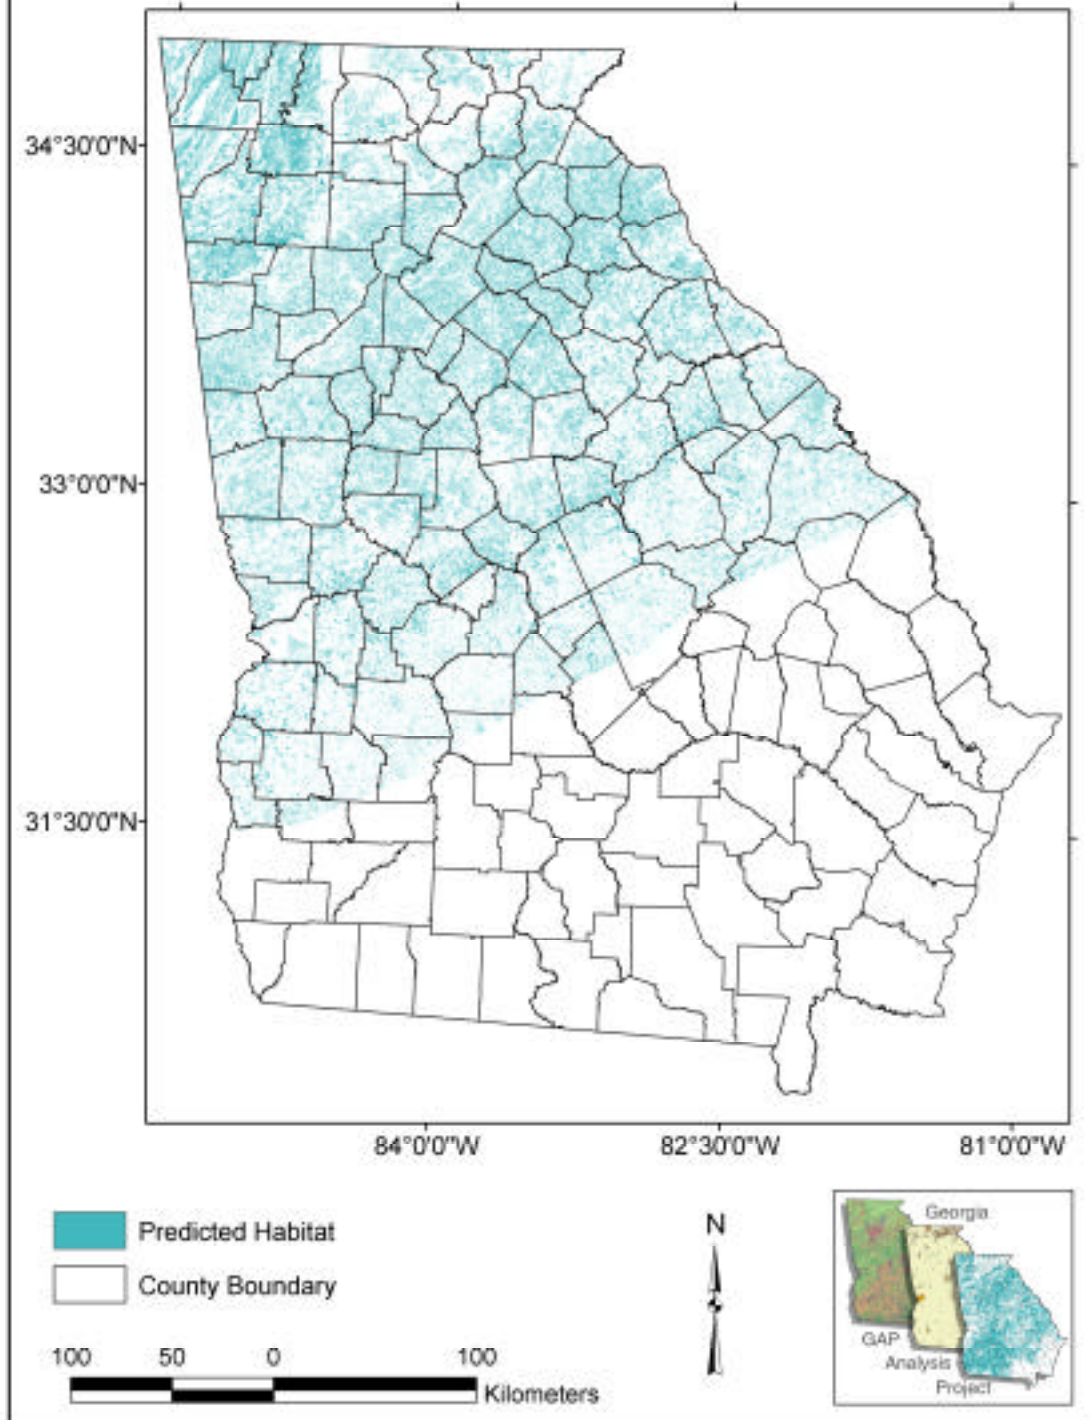 34°30'0"N
33°0'0"N
31°30'0"N
84°0'0"W 82°30'0"W 81°0'0"W
Predicted Habitat
County Boundary
N
100 50 0 100
Kilometers
Georgia
GAP
Analysis
Project